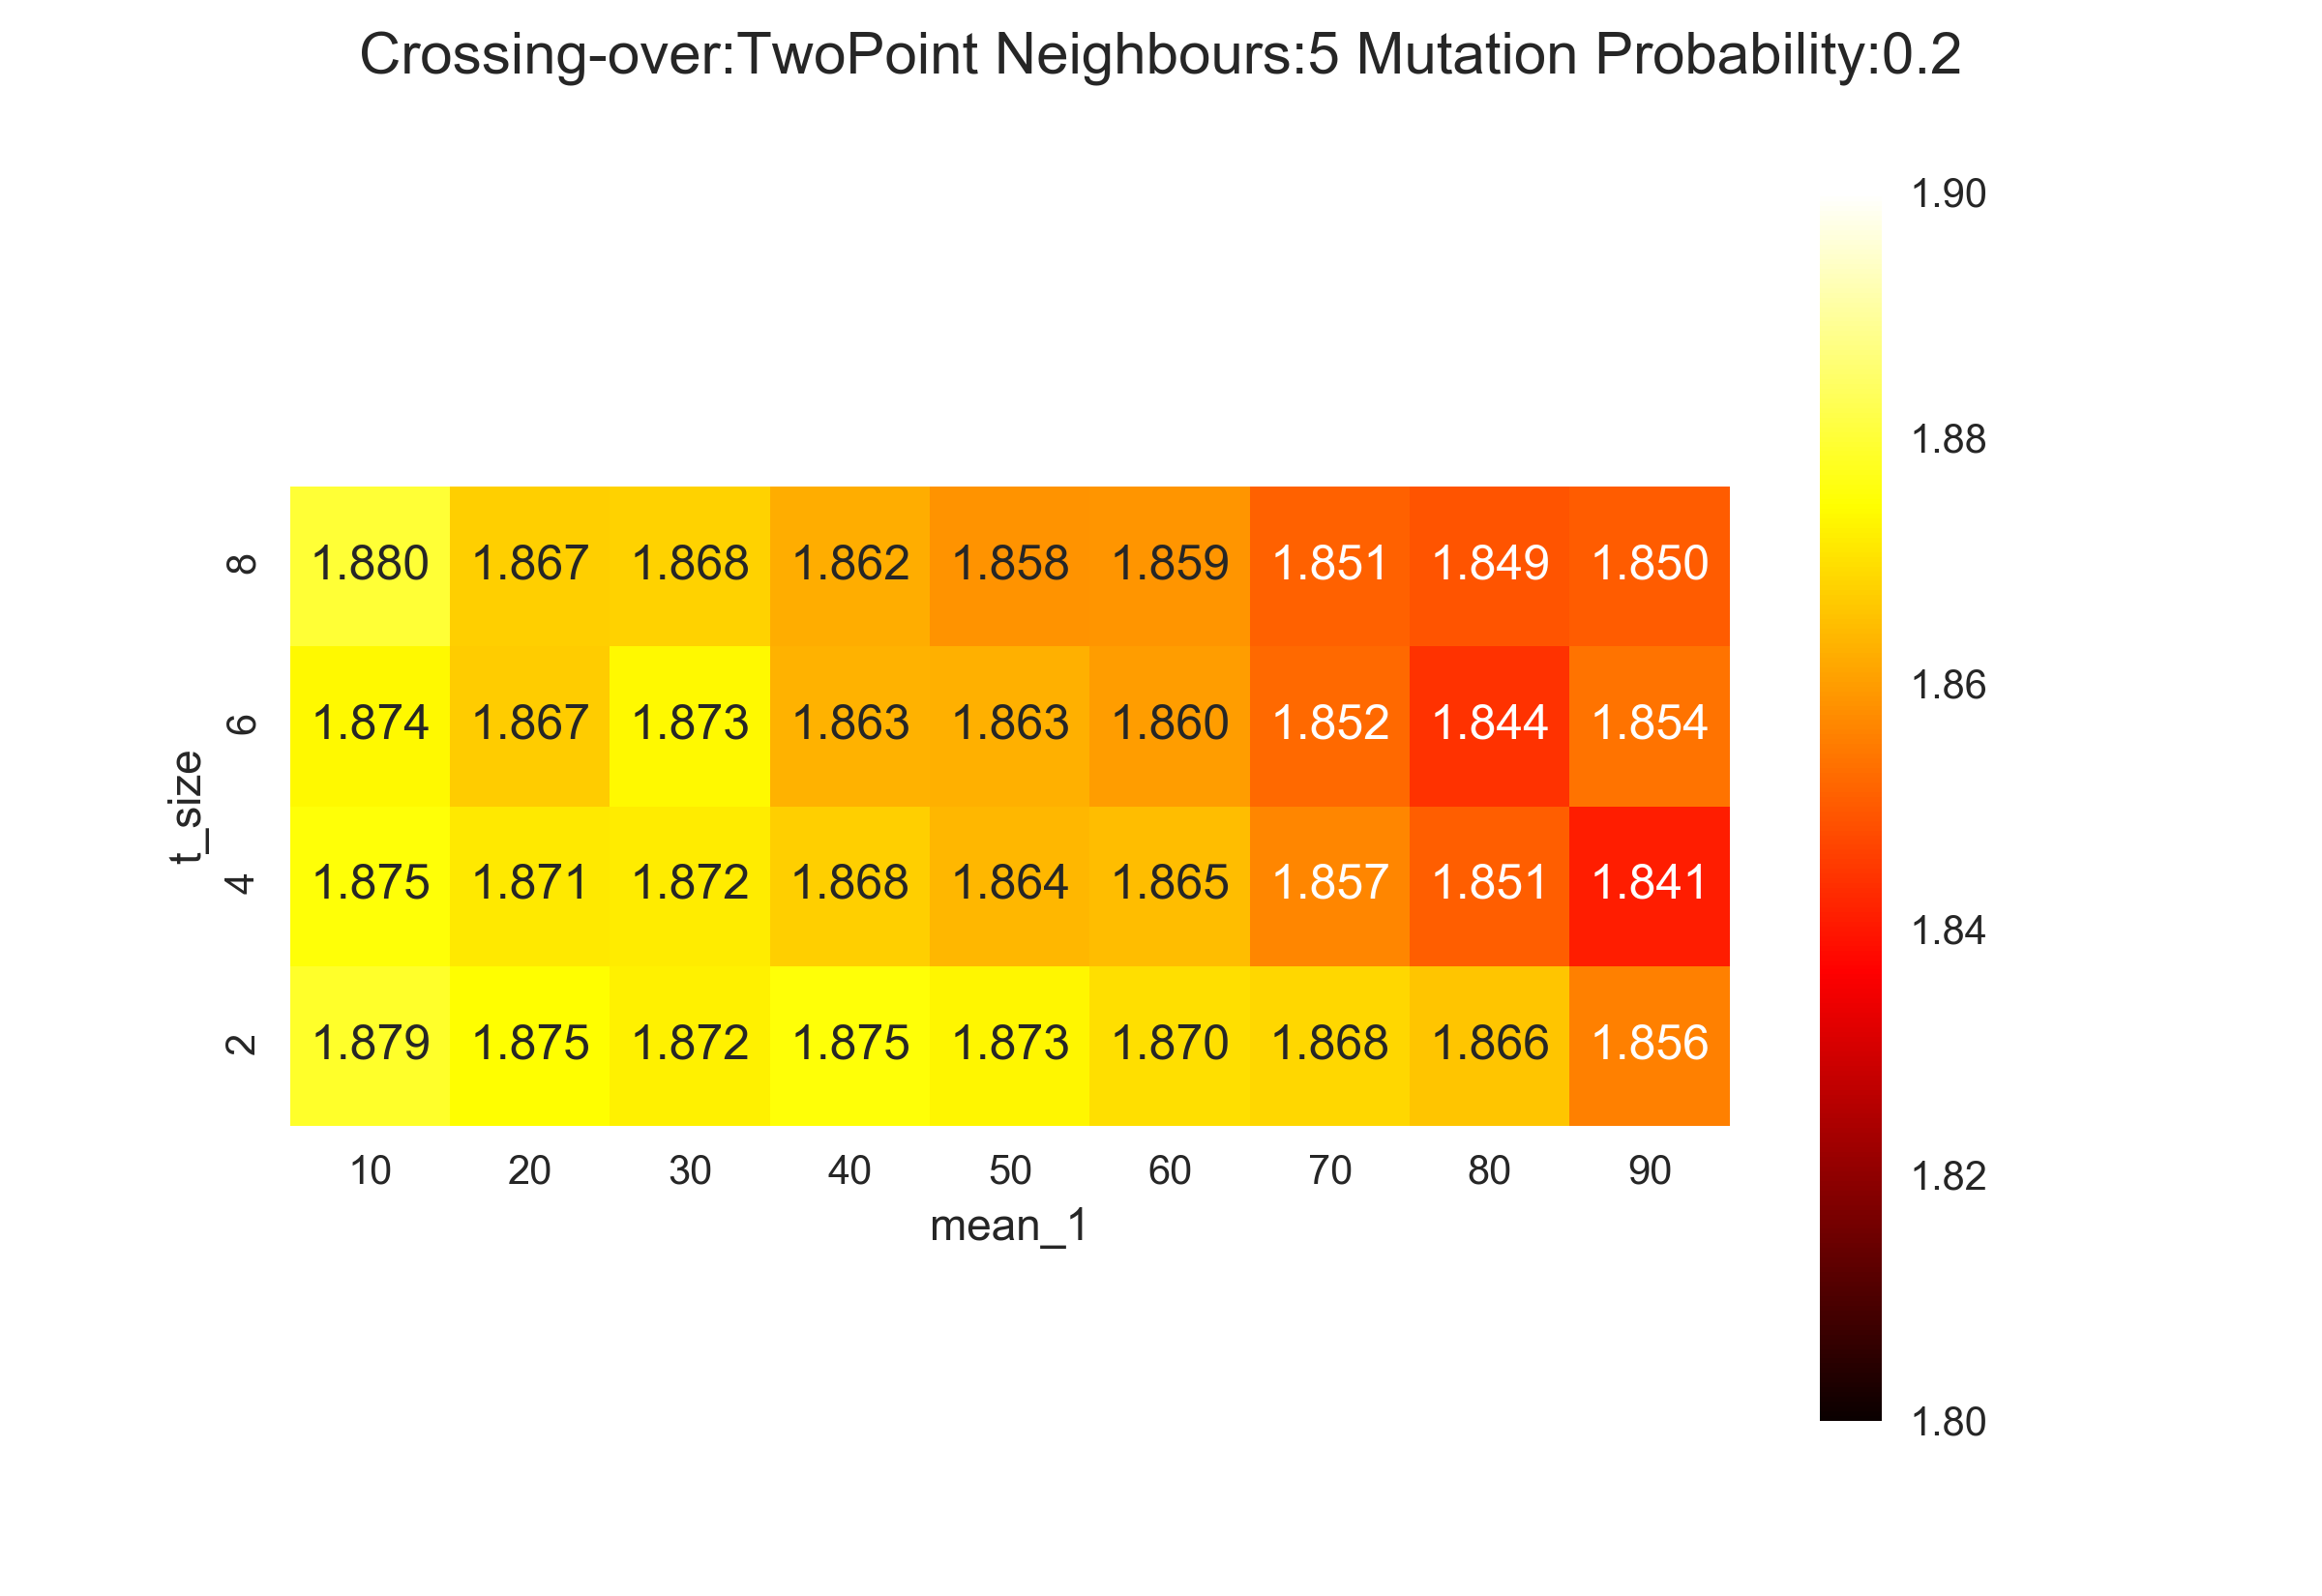 Crossing-over:TwoPoint Neighbours:5 Mutation Probability:0.2
1.90
1.88
1.86
1.84
1.82
1.80
t_size
8 1.880 1.867 1.868 1.862 1.858 1.859 1.851 1.849 1.850
6 1.874 1.867 1.873 1.863 1.863 1.860 1.852 1.844 1.854
4 1.875 1.871 1.872 1.868 1.864 1.865 1.857 1.851 1.841
2 1.879 1.875 1.872 1.875 1.873 1.870 1.868 1.866 1.856
10 20 30 40 50 60 70 80 90
mean_1